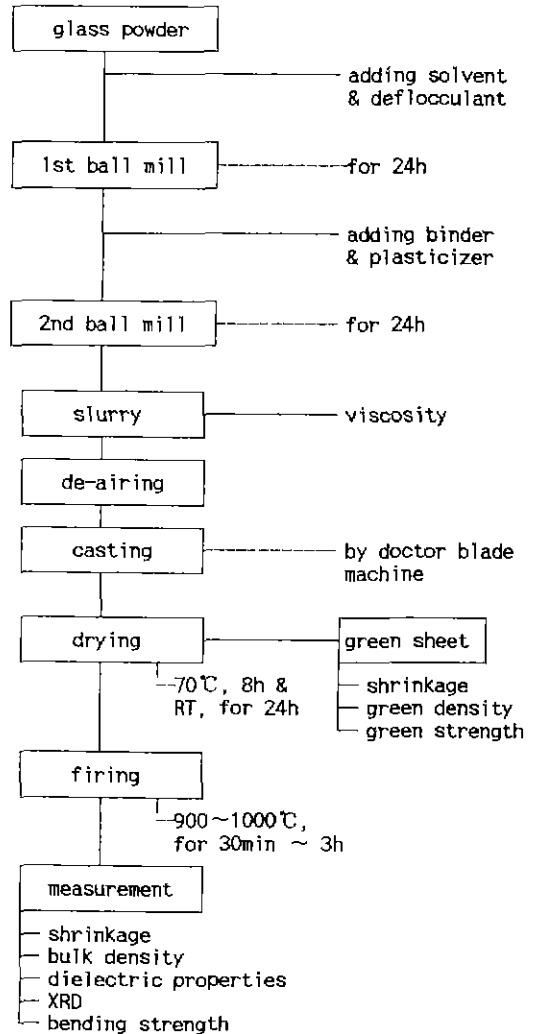 glass powder
adding solvent
& deflocculant
1st ball mill
for 24h
adding binder
& plasticizer
2nd ball mill
for 24h
slurry
viscosity
de-airing
casting
by doctor blade
machine
drying
green sheet
70℃, 8h &
RT, for 24h
shrinkage
green density
green strength
firing
900~1000℃,
for 30min ~ 3h
measurement
shrinkage
bulk density
dielectric properties
XRD
bending strength